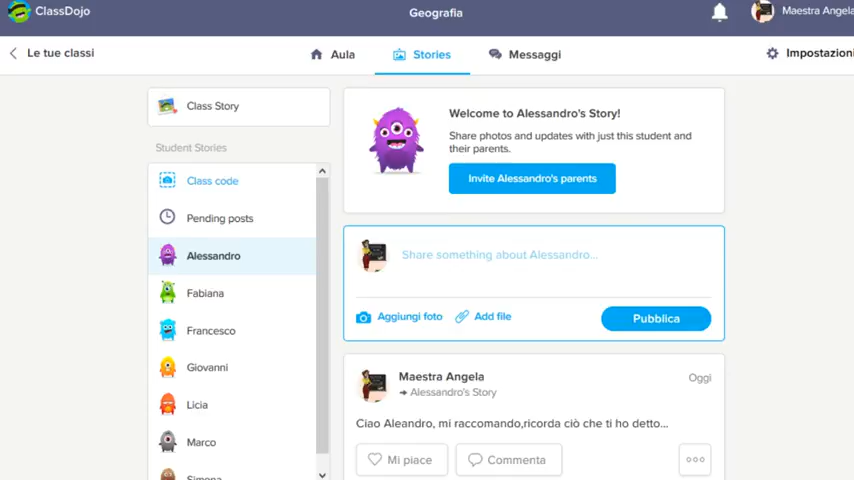 ClassDojo
Geografia
Maestra Angela
Le tue classi
Aula
Stories
Messaggi
Impostazioni
Class Story
Student Stories
Class code
Pending posts
Alessandro
Fabiana
Francesco
Giovanni
Licia
Marco
Simona
Welcome to Alessandro's Story!
Share photos and updates with just this student and
their parents.
Invite Alessandro's parents
Share something about Alessandro...
Aggiungi foto
Add file
Pubblica
Maestra Angela
Oggi
➔ Alessandro's Story
Ciao Aleandro, mi raccomando,ricorda ciò che ti ho detto...
Mi piace
Commenta